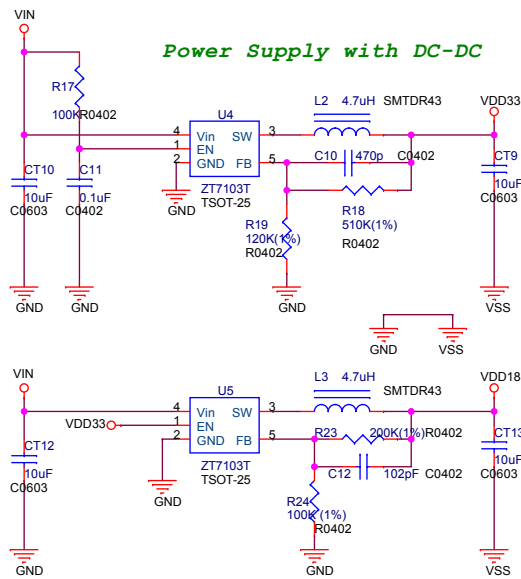 VIN
Power Supply with DC-DC
R17
100K R0402
U4
L2 4.7uH SMTDR43
VDD33
4 Vin SW 3
1 EN
2 GND FB 5
C10 470p C0402
CT10
10uF
C0603
C11
0.1uF
C0402
ZT7103T
TSOT-25
GND
R18
510K(1%)
R0402
CT9
10uF
C0603
R19
120K(1%)
R0402
GND
GND
GND
VSS
GND
VSS
VIN
U5
L3 4.7uH SMTDR43
VDD18
4 Vin SW 3
VDD33 1 EN
2 GND FB 5
R23 200K(1%) R0402
C12 102pF C0402
CT12
10uF
C0603
ZT7103T
TSOT-25
GND
CT13
10uF
C0603
R24
100K (1%)
R0402
GND
GND
VSS